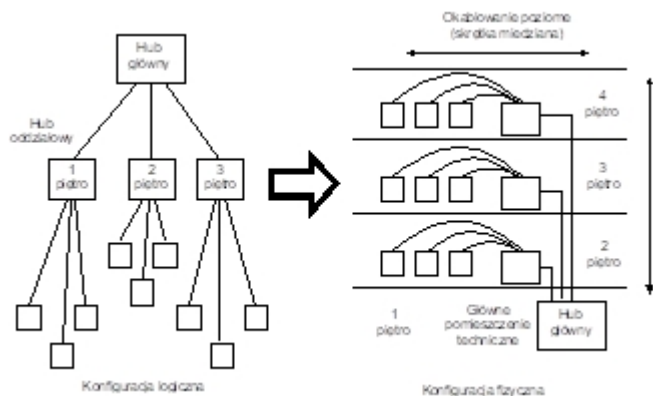 Hub
główny
Hub
oddziałowy
1
piętro
2
piętro
3
piętro
Konfiguracja logiczna
Okablowanie poziome
(skrętka miedziana)
4
piętro
3
piętro
2
piętro
1
piętro
Główne
pomieszczenie
techniczne
Hub
główny
Konfiguracja fizyczna